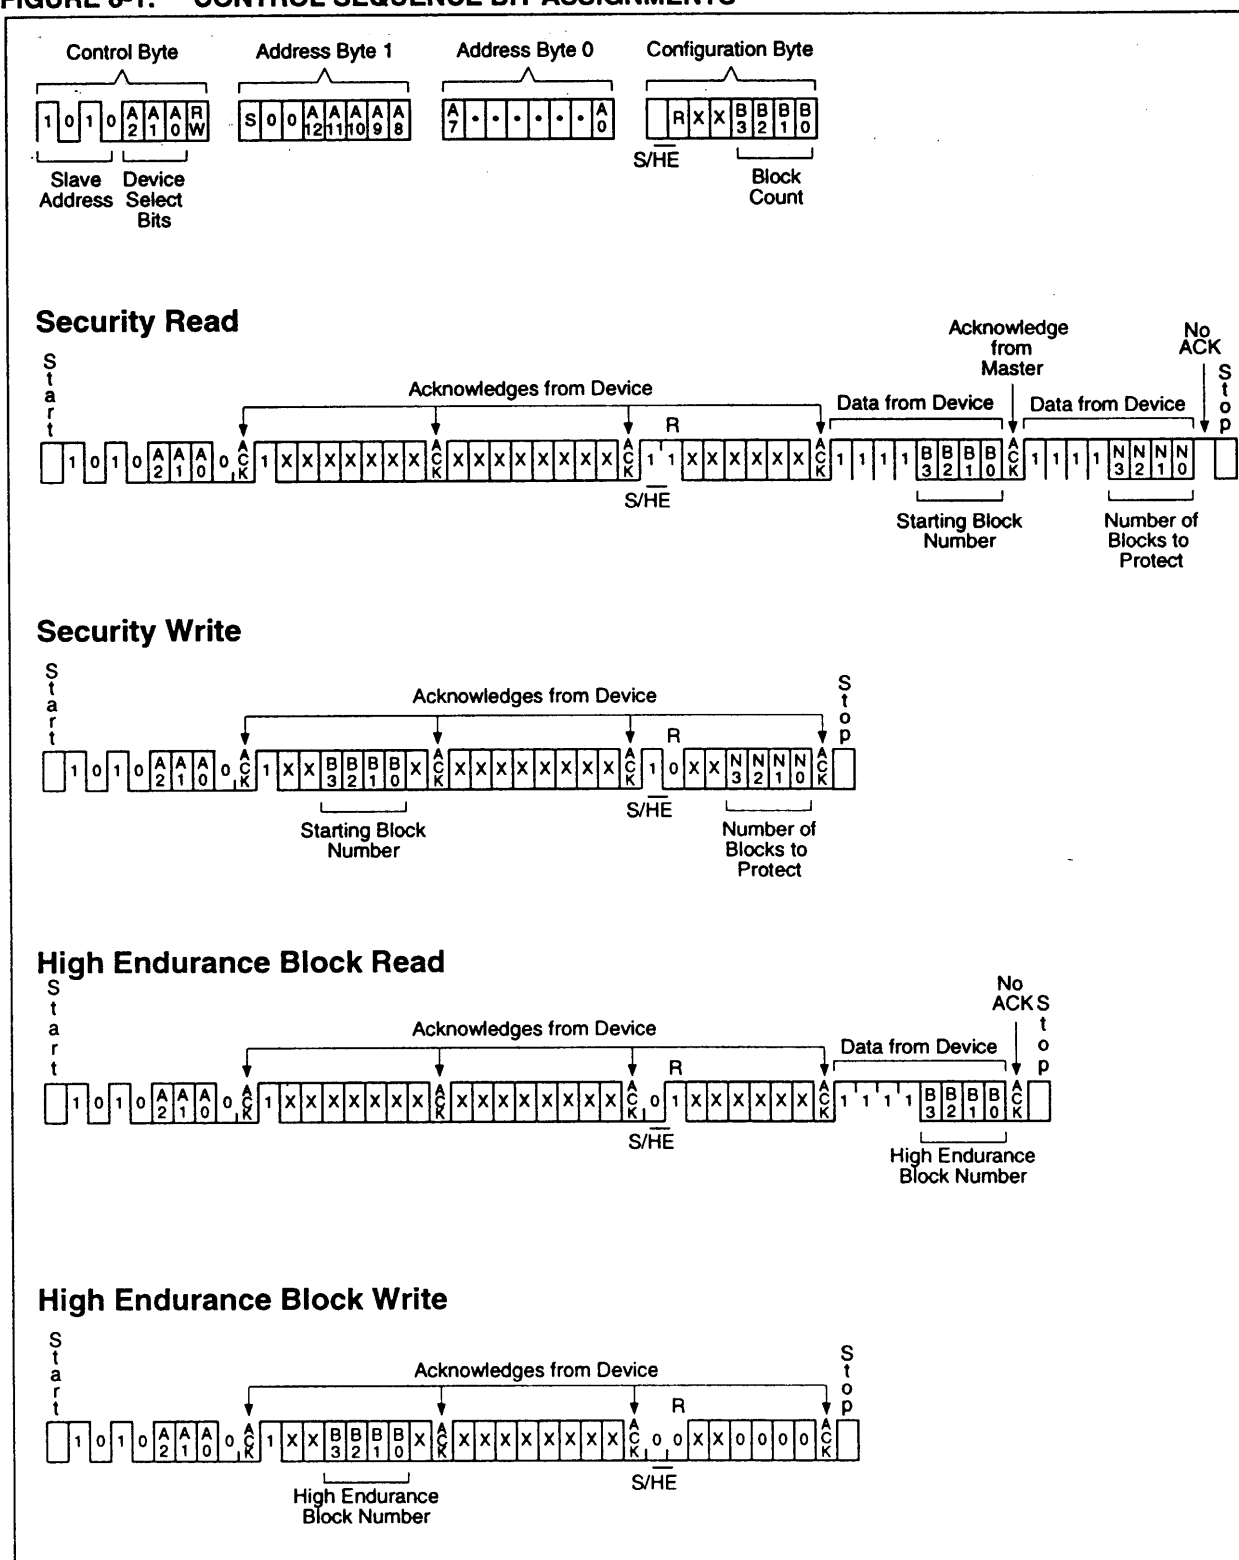 FIGURE 8-1: CONTROL SEQUENCE BIT ASSIGNMENTS
Control Byte Address Byte 1 Address Byte 0 Configuration Byte
1 0 1 0 A2 A1 A0 RW S 0 0 A12 A11 A10 A9 A8 A7 • • • • • • A0 R X X B3 B2 B1 B0
S/HE
Slave Address Device Select Bits Block Count
Security Read
Acknowledge from Master No ACK
Start Acknowledges from Device Data from Device Data from Device Stop
R
1 0 1 0 A2 A1 A0 0 ACK 1 X X X X X X X ACK X X X X X X X X ACK 1 1 X X X X X X ACK 1 1 1 1 B3 B2 B1 B0 ACK 1 1 1 1 N3 N2 N1 N0
S/HE
Starting Block Number Number of Blocks to Protect
Security Write
Start Acknowledges from Device Stop
R
1 0 1 0 A2 A1 A0 0 ACK 1 X X B3 B2 B1 B0 X ACK X X X X X X X X ACK 1 0 X X N3 N2 N1 N0 ACK
S/HE
Starting Block Number Number of Blocks to Protect
High Endurance Block Read
Start Acknowledges from Device Data from Device No ACK Stop
R
1 0 1 0 A2 A1 A0 0 ACK 1 X X X X X X X ACK X X X X X X X X ACK 0 1 X X X X X X ACK 1 1 1 1 B3 B2 B1 B0 ACK
S/HE
High Endurance Block Number
High Endurance Block Write
Start Acknowledges from Device Stop
R
1 0 1 0 A2 A1 A0 0 ACK 1 X X B3 B2 B1 B0 X ACK X X X X X X X X ACK 0 0 X X 0 0 0 0 ACK
S/HE
High Endurance Block Number